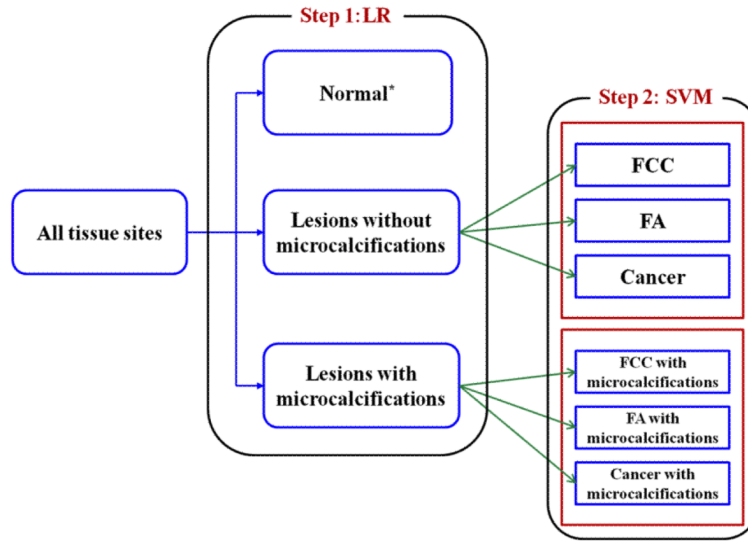 Step 1:LR
Normal*
All tissue sites
Lesions without
microcalcifications
Lesions with
microcalcifications
Step 2: SVM
FCC
FA
Cancer
FCC with
microcalcifications
FA with
microcalcifications
Cancer with
microcalcifications